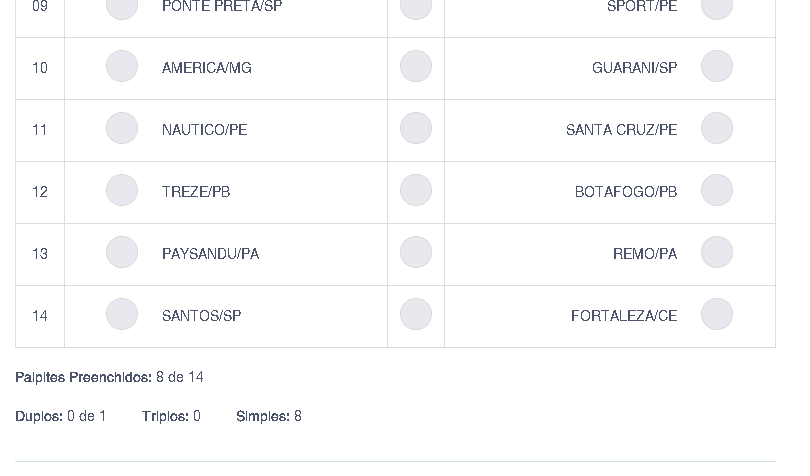 09 PONTE PRETA/SP SPORT/PE
10 AMERICA/MG GUARANI/SP
11 NAUTICO/PE SANTA CRUZ/PE
12 TREZE/PB BOTAFOGO/PB
13 PAYSANDU/PA REMO/PA
14 SANTOS/SP FORTALEZA/CE
Palpites Preenchidos: 8 de 14
Duplos: 0 de 1 Triplos: 0 Simples: 8